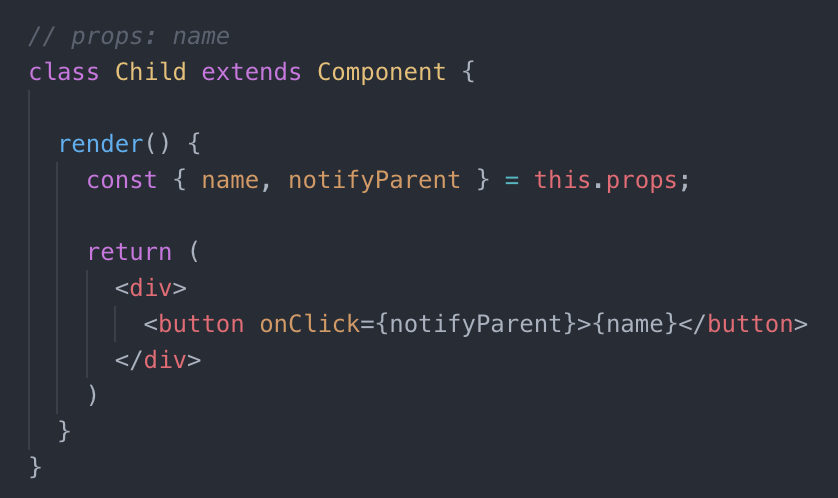 // props: name
class Child extends Component {
render() {
const { name, notifyParent } = this.props;
return (
<div>
<button onClick={notifyParent}>{name}</button>
</div>
)
}
}